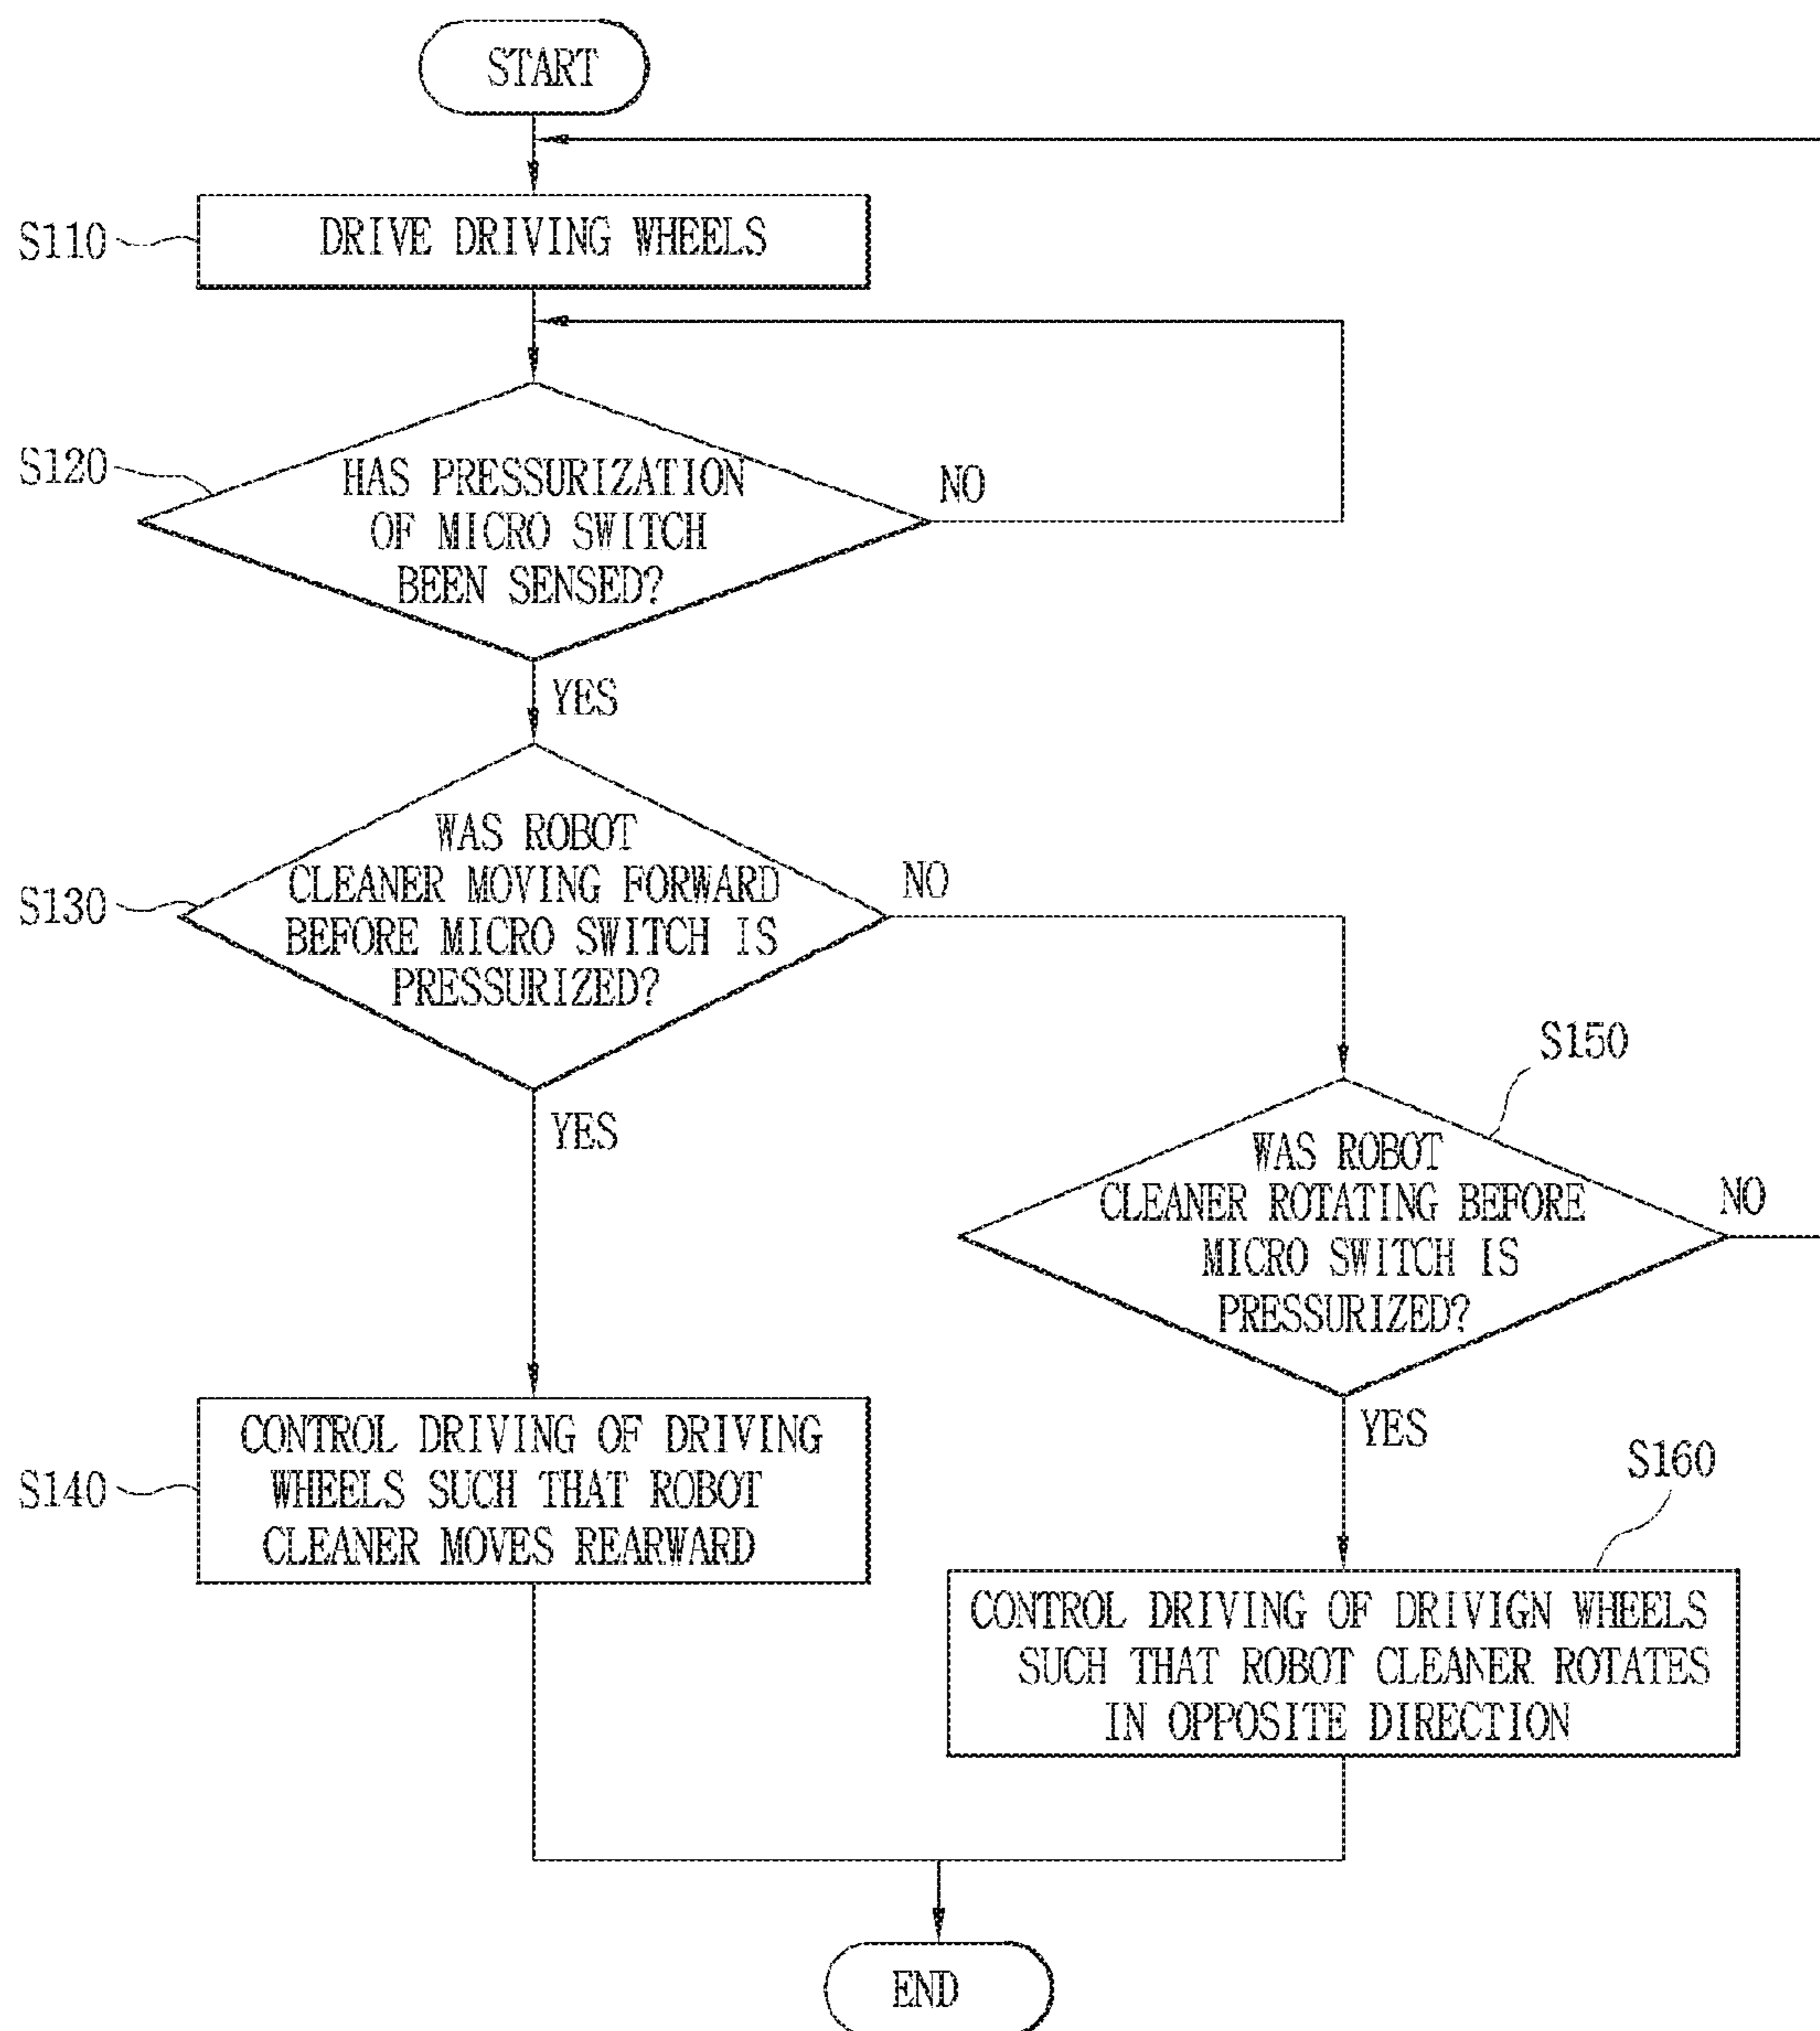 START
S110
DRIVE DRIVING WHEELS
S120
HAS PRESSURIZATION
OF MICRO SWITCH
BEEN SENSED?
NO
YES
S130
WAS ROBOT
CLEANER MOVING FORWARD
BEFORE MICRO SWITCH IS
PRESSURIZED?
NO
YES
S150
WAS ROBOT
CLEANER ROTATING BEFORE
MICRO SWITCH IS
PRESSURIZED?
NO
YES
S140
CONTROL DRIVING OF DRIVING
WHEELS SUCH THAT ROBOT
CLEANER MOVES REARWARD
S160
CONTROL DRIVING OF DRIVIGN WHEELS
SUCH THAT ROBOT CLEANER ROTATES
IN OPPOSITE DIRECTION
END